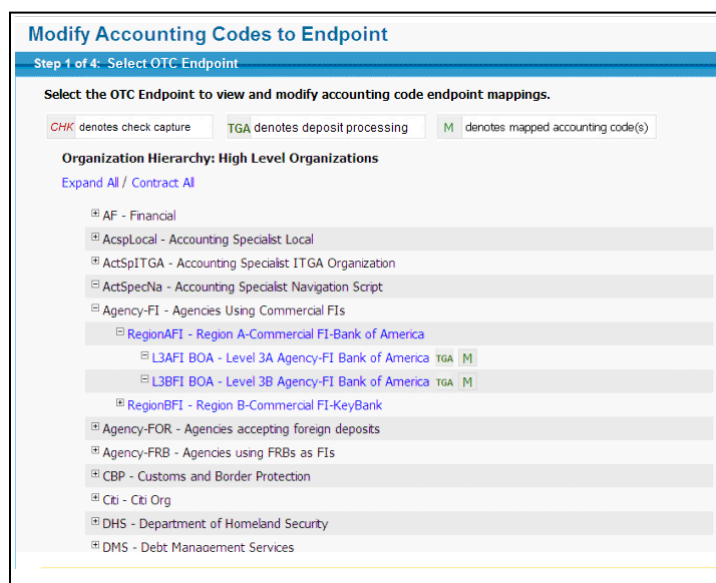 Modify Accounting Codes to Endpoint
Step 1 of 4: Select OTC Endpoint
Select the OTC Endpoint to view and modify accounting code endpoint mappings.
CHK denotes check capture TGA denotes deposit processing M denotes mapped accounting code(s)
Organization Hierarchy: High Level Organizations
Expand All / Contract All
AF - Financial
AcspLocal - Accounting Specialist Local
ActSpITGA - Accounting Specialist ITGA Organization
ActSpecNa - Accounting Specialist Navigation Script
Agency-FI - Agencies Using Commercial FIs
RegionAFI - Region A-Commercial FI-Bank of America
L3AFI BOA - Level 3A Agency-FI Bank of America TGA M
L3BFI BOA - Level 3B Agency-FI Bank of America TGA M
RegionBFI - Region B-Commercial FI-KeyBank
Agency-FOR - Agencies accepting foreign deposits
Agency-FRB - Agencies using FRBs as FIs
CBP - Customs and Border Protection
Citi - Citi Org
DHS - Department of Homeland Security
DMS - Debt Management Services